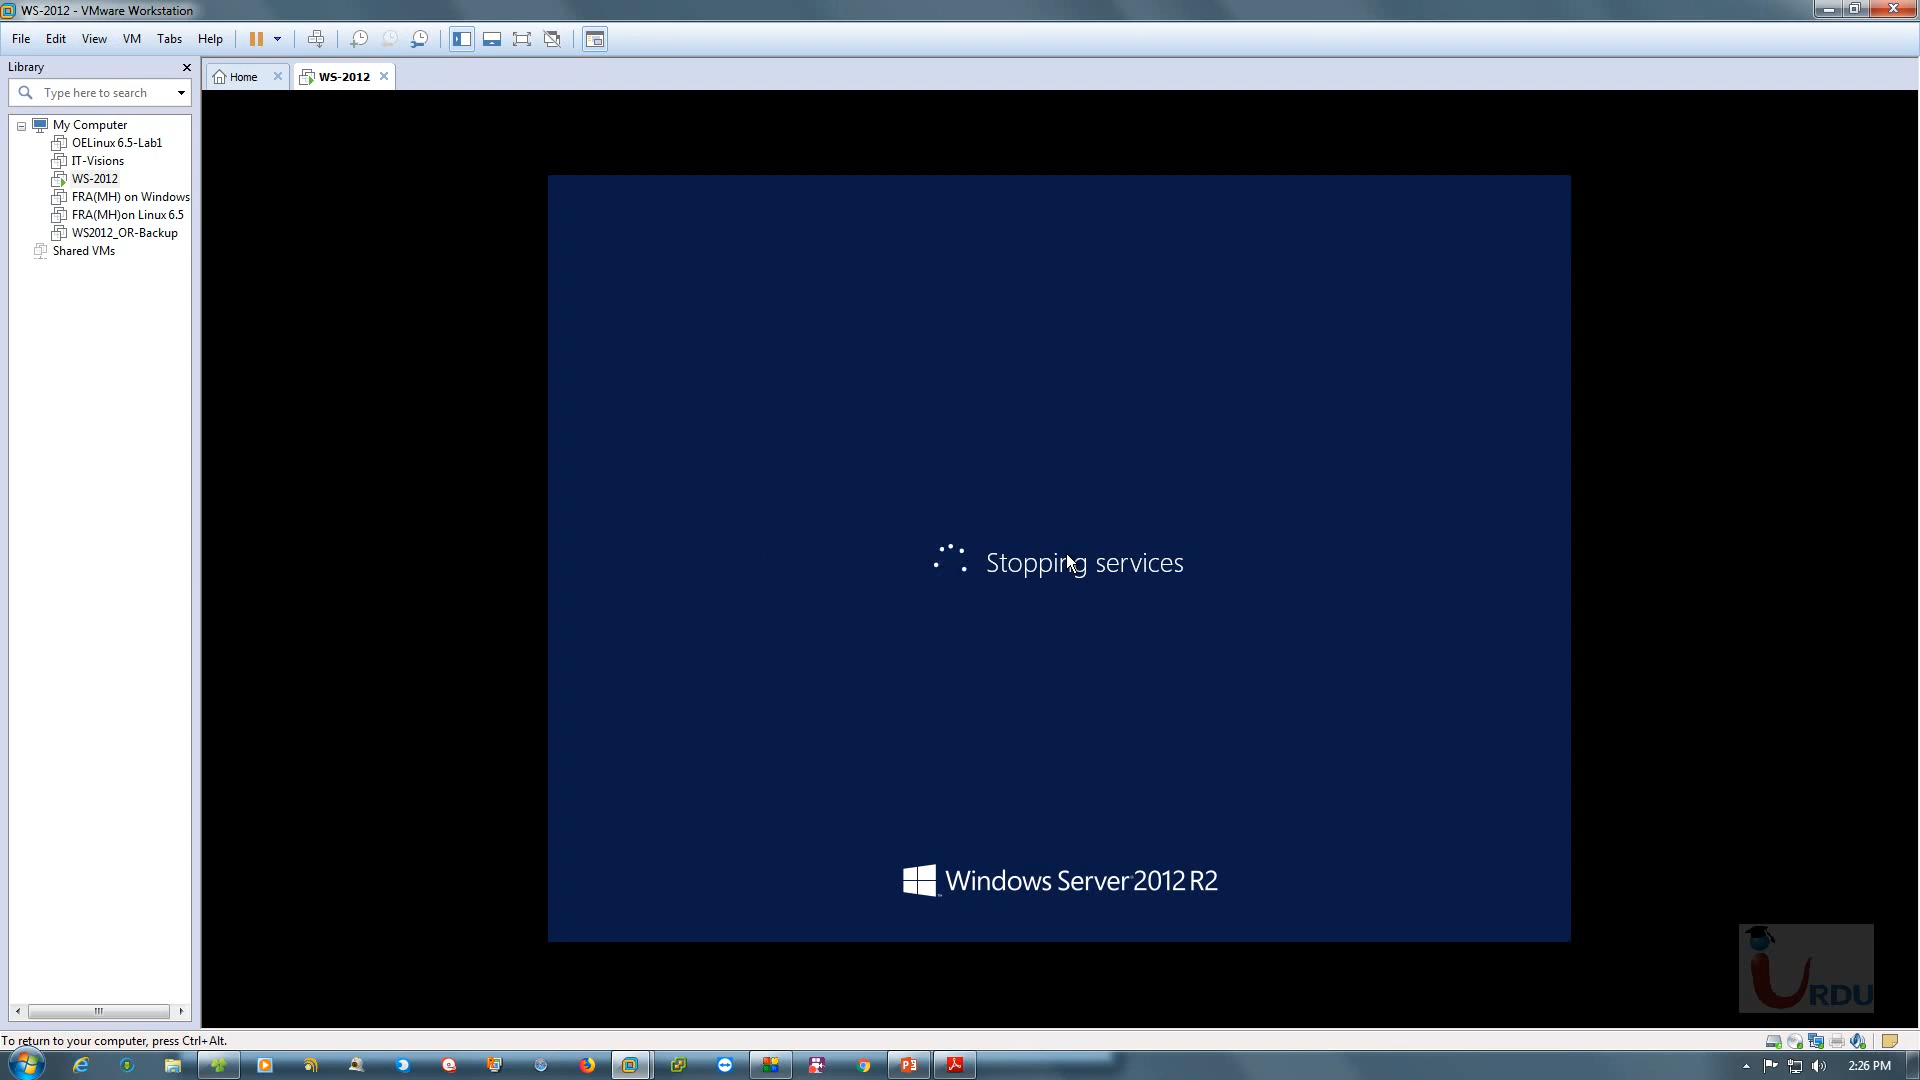 WS-2012 - VMware Workstation
File Edit View VM Tabs Help
Library
Type here to search
Home
WS-2012
My Computer
OELinux 6.5-Lab1
IT-Visions
WS-2012
FRA(MH) on Windows
FRA(MH)on Linux 6.5
WS2012_OR-Backup
Shared VMs
Stopping services
Windows Server 2012 R2
URDU
To return to your computer, press Ctrl+Alt.
2:26 PM